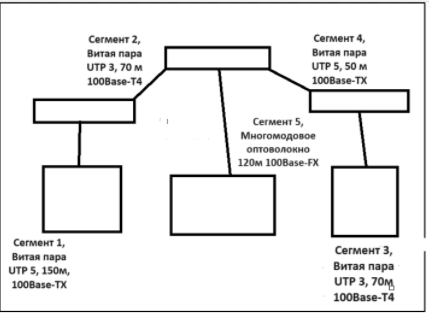 Сегмент 2,
Витая пара
UTP 3, 70 м
100Base-T4
Сегмент 4,
Витая пара
UTP 5, 50 м
100Base-TX
Сегмент 5,
Многомодовое
оптоволокно
120м 100Base-FX
Сегмент 1,
Витая пара
UTP 5, 150м,
100Base-TX
Сегмент 3,
Витая пара
UTP 3, 70м
100Base-T4